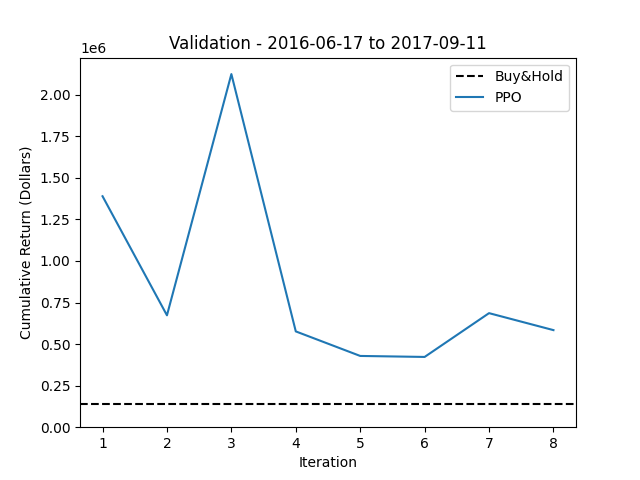 Validation - 2016-06-17 to 2017-09-11
1e6
Buy&Hold
PPO
2.00
1.75
1.50
1.25
1.00
0.75
0.50
0.25
0.00
Cumulative Return (Dollars)
1 2 3 4 5 6 7 8
Iteration